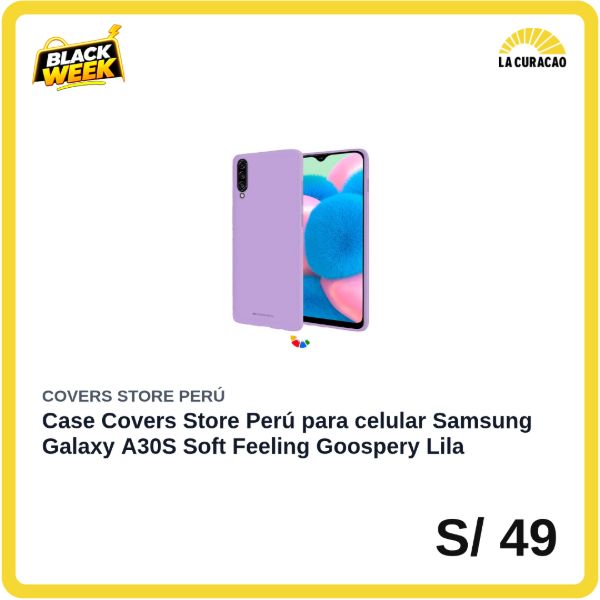 BLACK
WEEK
LA CURACAO
COVERS STORE PERÚ
Case Covers Store Perú para celular Samsung
Galaxy A30S Soft Feeling Goospery Lila
S/ 49